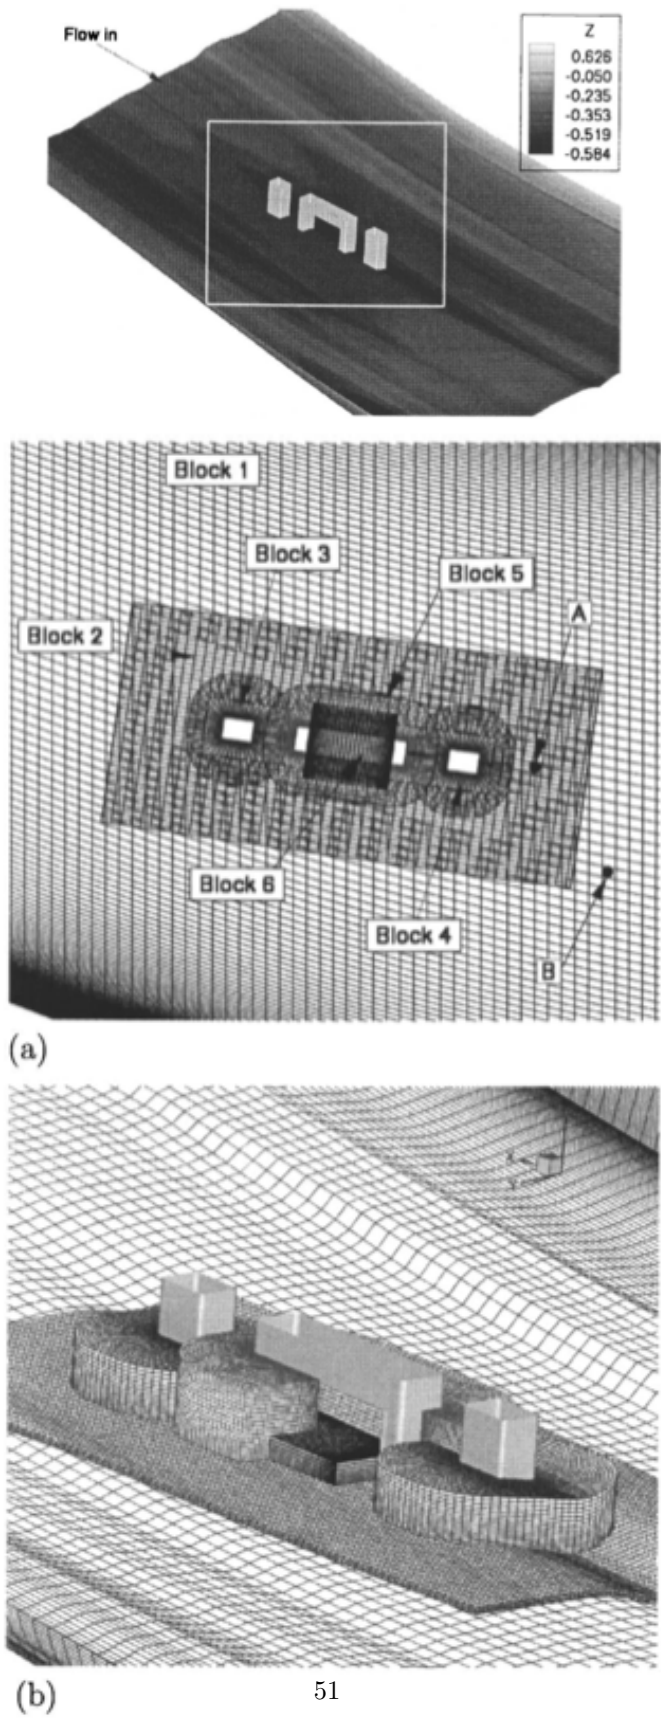 Flow in
Z
0.626
-0.050
-0.235
-0.353
-0.519
-0.584
Block 1
Block 3
Block 5
A
Block 2
Block 6
Block 4
B
(a)
X
Y
(b)
51